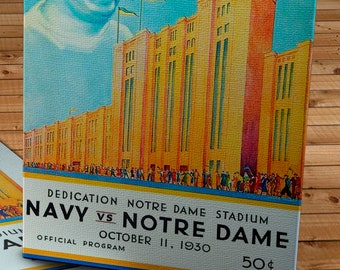 DEDICATION NOTRE DAME STADIUM
NAVY VS NOTRE DAME
OCTOBER 11, 1930
OFFICIAL PROGRAM
50¢